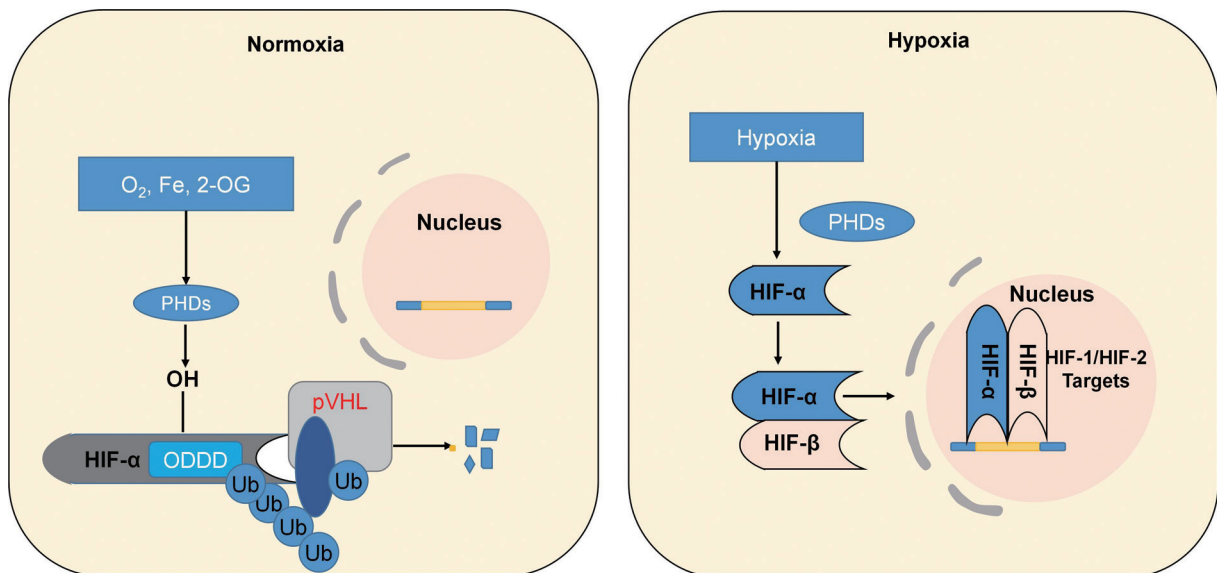 Normoxia
O₂, Fe, 2-OG
PHDs
OH
HIF-α
ODDD
pVHL
Ub
Ub
Ub
Ub
Ub
Nucleus
Hypoxia
Hypoxia
PHDs
HIF-α
HIF-α
HIF-β
Nucleus
HIF-α
HIF-β
HIF-1/HIF-2
Targets